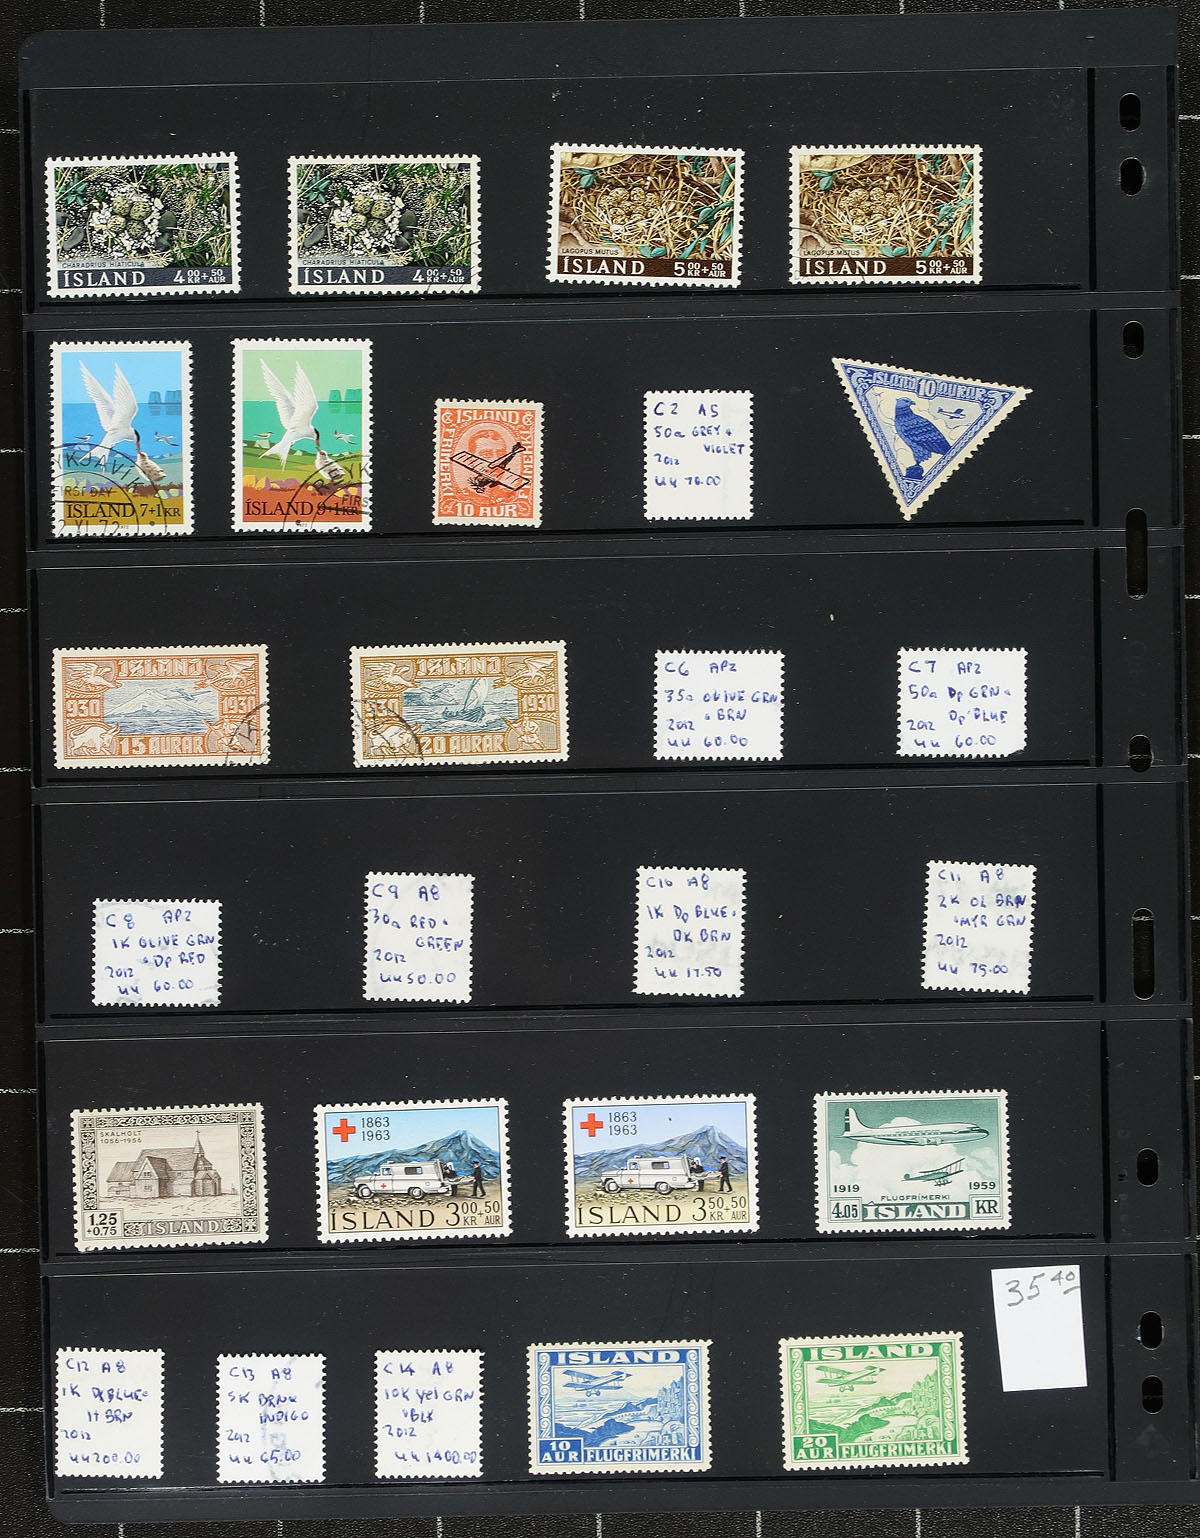 CHARADRIUS HIATICULA
ÍSLAND 4 00 KR + 50 AUR
CHARADRIUS HIATICULA
ÍSLAND 4 00 KR + 50 AUR
LAGOPUS MUTUS
ÍSLAND 5 00 KR + 50 AUR
LAGOPUS MUTUS
ÍSLAND 5 00 KR + 50 AUR
YKJAVÍK
FIRST DAY
ÍSLAND 7+1 KR
REYK
FIRS
ÍSLAND 9+1 KR
ISLAND
FRIMERKI
FRIMERKI
10 AUR
C2 A5
50a GREY &
VIOLET
2012
UU 70.00
ISLAND 10 AURAR
ISLAND
930 1930
15 AURAR
ISLAND
930 1930
20 AURAR
C6 AP2
35a OLIVE GRN
& BRN
2012
UU 60.00
C7 AP2
50a Dp GRN &
Dp BLUE
2012
UU 60.00
C8 AP2
1K OLIVE GRN
& Dp RED
2012
UU 60.00
C9 A8
30a RED &
GREEN
2012
UU 50.00
C10 A8
1K Dp BLUE &
DK BRN
2012
UU 17.50
C11 A8
2K OL BRN
& MYR GRN
2012
UU 75.00
SKÁLHOLT
1056-1956
1.25
+0.75 ÍSLAND
1863
1963
ÍSLAND 3 00 KR + 50 AUR
1863
1963
ÍSLAND 3 50 KR + 50 AUR
1919 1959
FLUGFRÍMERKI
4.05 ÍSLAND KR
35 40
C12 A8
1K DK BLUE &
lt BRN
2012
UU 200.00
C13 A8
5K BRN &
INDIGO
2012
UU 65.00
C14 A8
10K Yel GRN
& BLK
2012
UU 1400.00
ISLAND
10 AUR FLUGFRIMERKI
ISLAND
20 AUR FLUGFRIMERKI